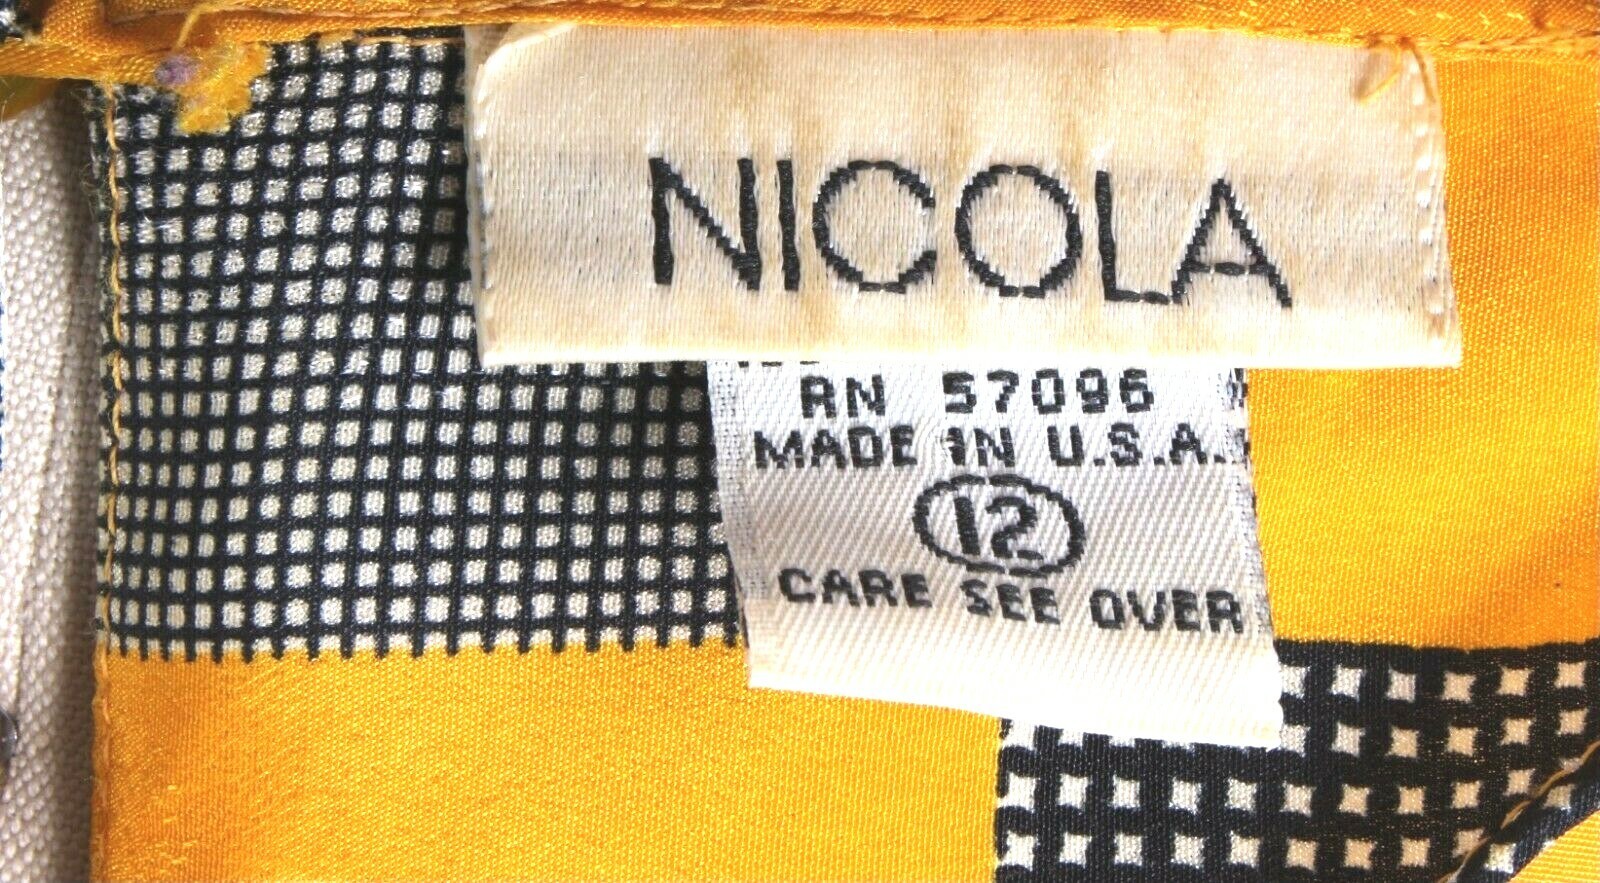 NICOLA
RN 57096
MADE IN U.S.A.
12
CARE SEE OVER